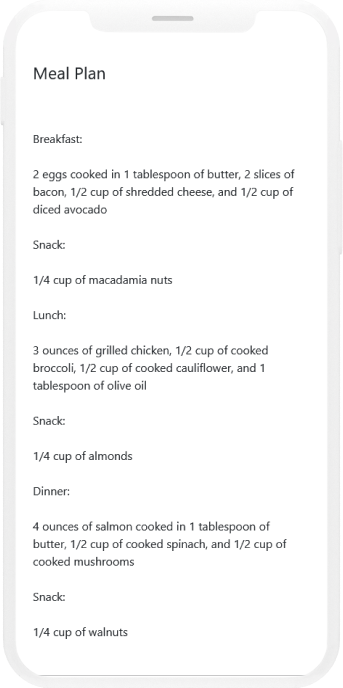 Meal Plan
Breakfast:
2 eggs cooked in 1 tablespoon of butter, 2 slices of
bacon, 1/2 cup of shredded cheese, and 1/2 cup of
diced avocado
Snack:
1/4 cup of macadamia nuts
Lunch:
3 ounces of grilled chicken, 1/2 cup of cooked
broccoli, 1/2 cup of cooked cauliflower, and 1
tablespoon of olive oil
Snack:
1/4 cup of almonds
Dinner:
4 ounces of salmon cooked in 1 tablespoon of
butter, 1/2 cup of cooked spinach, and 1/2 cup of
cooked mushrooms
Snack:
1/4 cup of walnuts